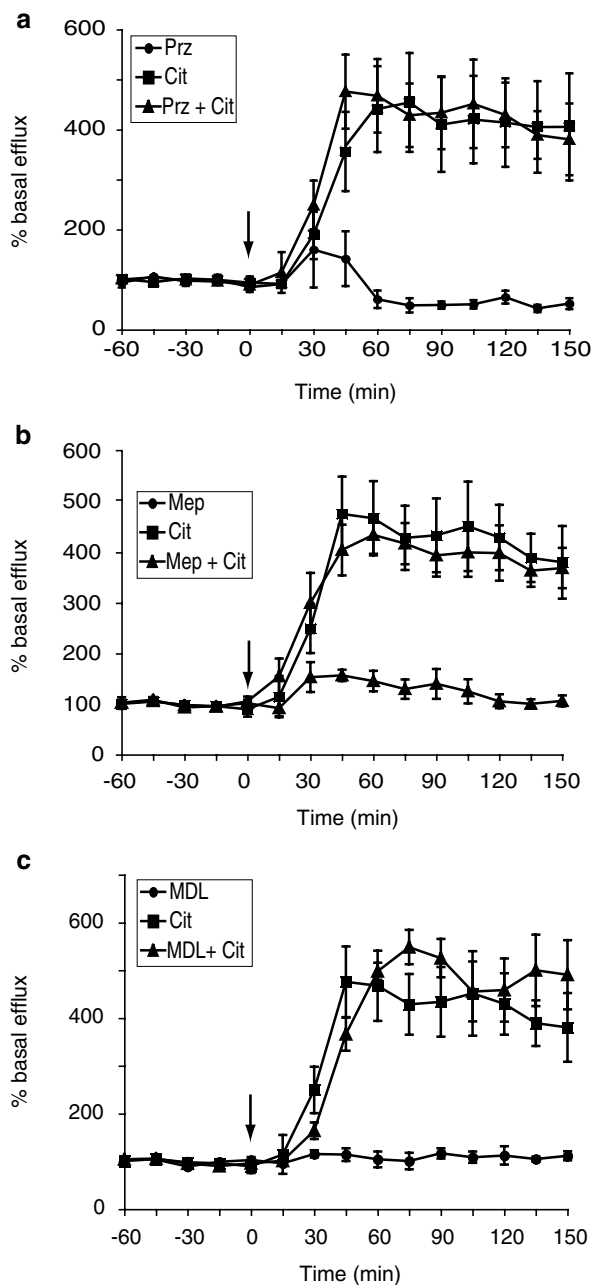 a
600
400
200
0
% basal efflux
Prz
Cit
Prz + Cit
-60 -30 0 30 60 90 120 150
Time (min)
b
600
500
400
300
200
100
0
% basal efflux
Mep
Cit
Mep + Cit
-60 -30 0 30 60 90 120 150
Time (min)
c
600
400
200
0
% basal efflux
MDL
Cit
MDL+ Cit
-60 -30 0 30 60 90 120 150
Time (min)